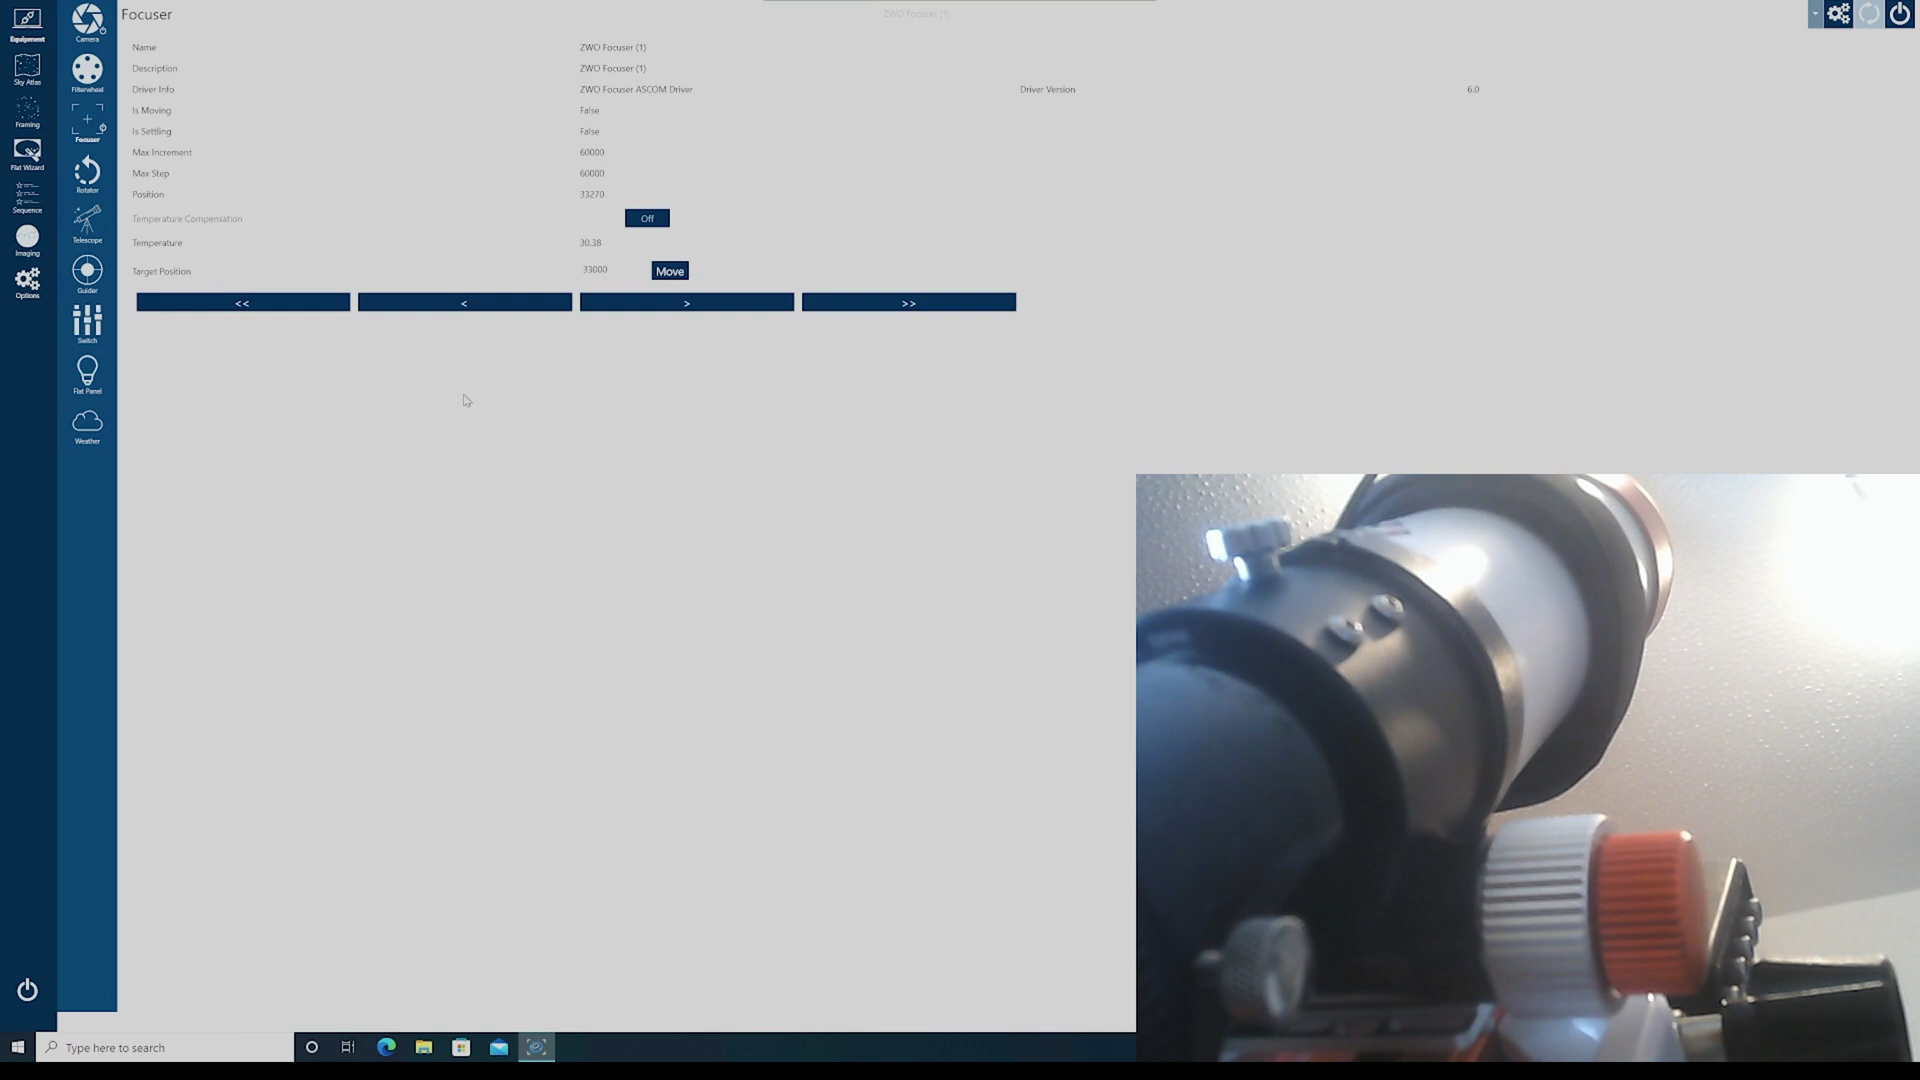 Focuser
ZWO Focuser (1)
Name ZWO Focuser (1)
Description ZWO Focuser (1)
Driver Info ZWO Focuser ASCOM Driver Driver Version 6.0
Is Moving False
Is Settling False
Max Increment 60000
Max Step 60000
Position 33270
Temperature Compensation Off
Temperature 30.38
Target Position 33000 Move
<< < > >>
Equipment
Sky Atlas
Framing
Flat Wizard
Sequence
Imaging
Options
Camera
Filterwheel
Focuser
Rotator
Telescope
Guider
Switch
Flat Panel
Weather
Type here to search